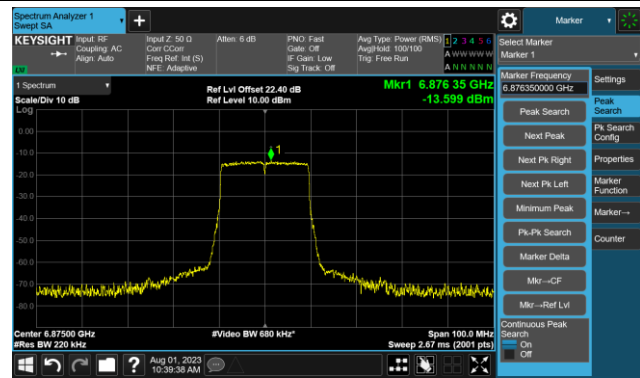 Spectrum Analyzer 1
Swept SA
Marker
KEYSIGHT
Input: RF
Coupling: AC
Align: Auto
Input Z: 50 Ω
Corr CCorr
Freq Ref: Int (S)
NFE: Adaptive
Atten: 6 dB
PNO: Fast
Gate: Off
IF Gain: Low
Sig Track: Off
Avg Type: Power (RMS)
Avg|Hold: 100/100
Trig: Free Run
1 2 3 4 5 6
A W W W W W
A N N N N N
Select Marker
Marker 1
LW
1 Spectrum
Scale/Div 10 dB
Log
Ref Lvl Offset 22.40 dB
Ref Level 10.00 dBm
Mkr1 6.876 35 GHz
-13.599 dBm
0.00
-10.0
-20.0
-30.0
-40.0
-50.0
-60.0
-70.0
-80.0
1
Center 6.87500 GHz
#Res BW 220 kHz
#Video BW 680 kHz*
Span 100.0 MHz
Sweep 2.67 ms (2001 pts)
Marker Frequency
6.876350000 GHz
Peak Search
Next Peak
Next Pk Right
Next Pk Left
Minimum Peak
Pk-Pk Search
Marker Delta
Mkr→CF
Mkr→Ref Lvl
Continuous Peak
Search
On
Off
Settings
Peak
Search
Pk Search
Config
Properties
Marker
Function
Marker→
Counter
Aug 01, 2023
10:39:38 AM